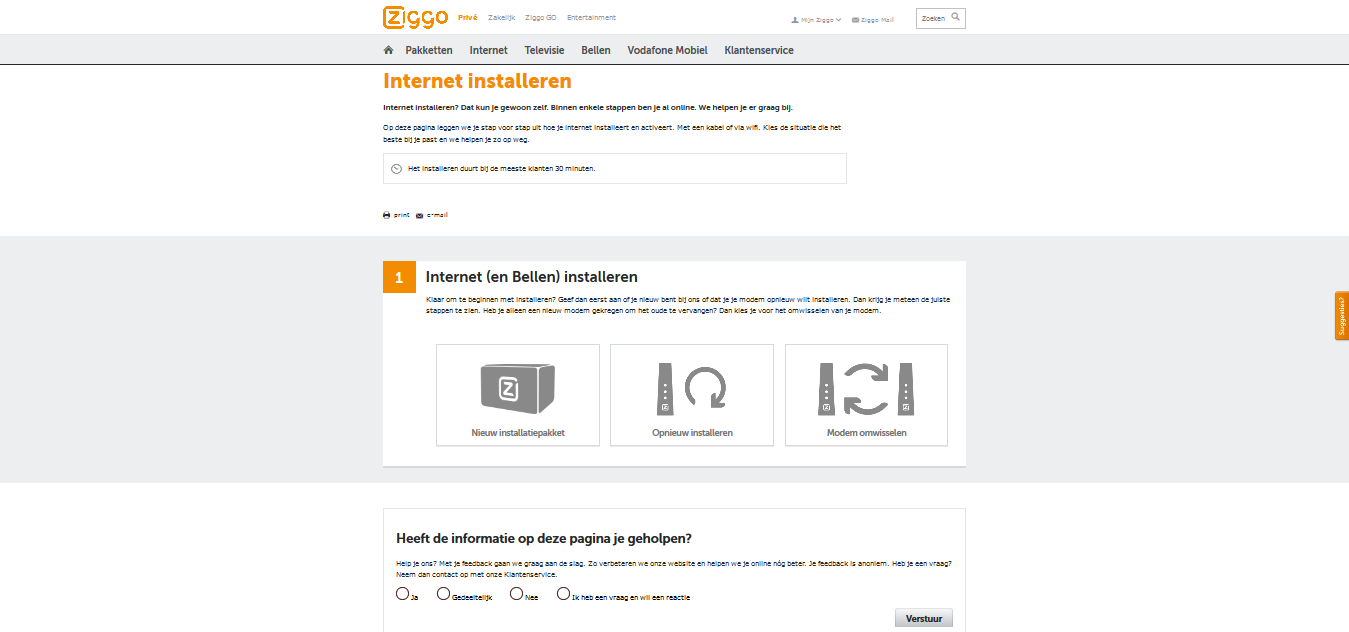 Ziggo Privé Zakelijk Ziggo GO Entertainment Mijn Ziggo Ziggo Mail Zoeken
Pakketten Internet Televisie Bellen Vodafone Mobiel Klantenservice
Internet installeren
Internet installeren? Dat kun je gewoon zelf. Binnen enkele stappen ben je al online. We helpen je er graag bij.
Op deze pagina leggen we je stap voor stap uit hoe je internet installeert en activeert. Met een kabel of via wifi. Kies de situatie die het
beste bij je past en we helpen je zo op weg.
Het installeren duurt bij de meeste klanten 30 minuten.
print e-mail
1 Internet (en Bellen) installeren
Klaar om te beginnen met installeren? Geef dan eerst aan of je nieuw bent bij ons of dat je je modem opnieuw wilt installeren. Dan krijg je meteen de juiste
stappen te zien. Heb je alleen een nieuw modem gekregen om het oude te vervangen? Dan kies je voor het omwisselen van je modem.
Suggesties?
Nieuw installatiepakket Opnieuw installeren Modem omwisselen
Heeft de informatie op deze pagina je geholpen?
Help je ons? Met je feedback gaan we graag aan de slag. Zo verbeteren we onze website en helpen we je online nóg beter. Je feedback is anoniem. Heb je een vraag?
Neem dan contact op met onze Klantenservice.
Ja Gedeeltelijk Nee Ik heb een vraag en wil een reactie
Verstuur